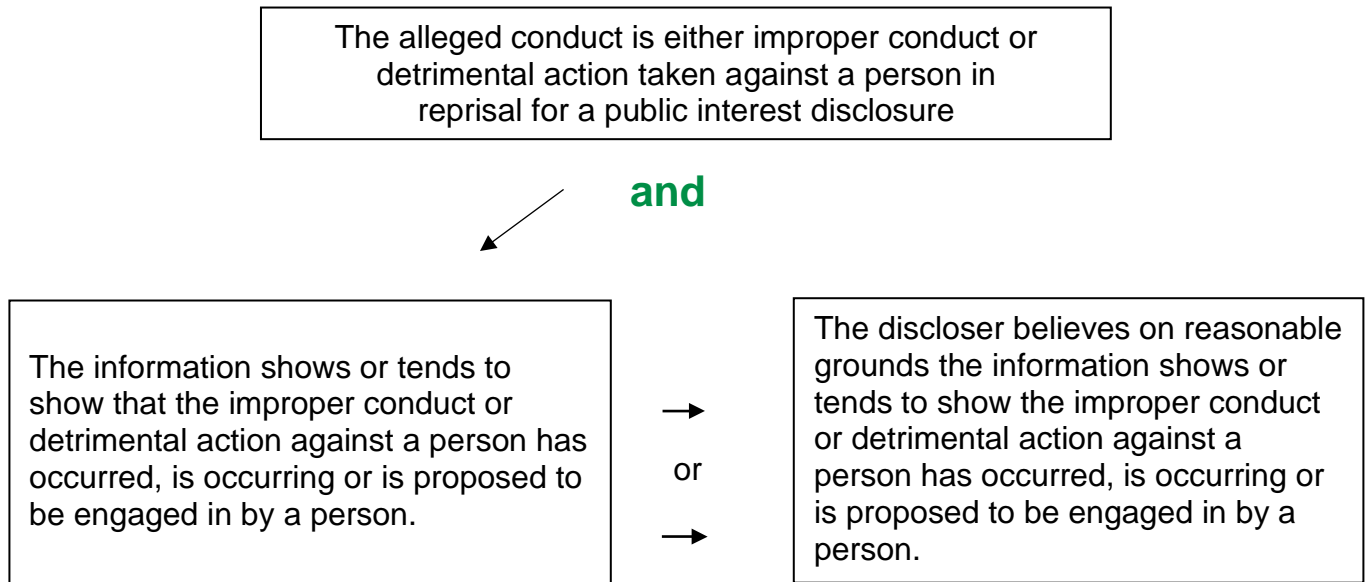 The alleged conduct is either improper conduct or
detrimental action taken against a person in
reprisal for a public interest disclosure
and
The information shows or tends to
show that the improper conduct or
detrimental action against a person has
occurred, is occurring or is proposed to
be engaged in by a person.
or
The discloser believes on reasonable
grounds the information shows or
tends to show the improper conduct
or detrimental action against a
person has occurred, is occurring or
is proposed to be engaged in by a
person.